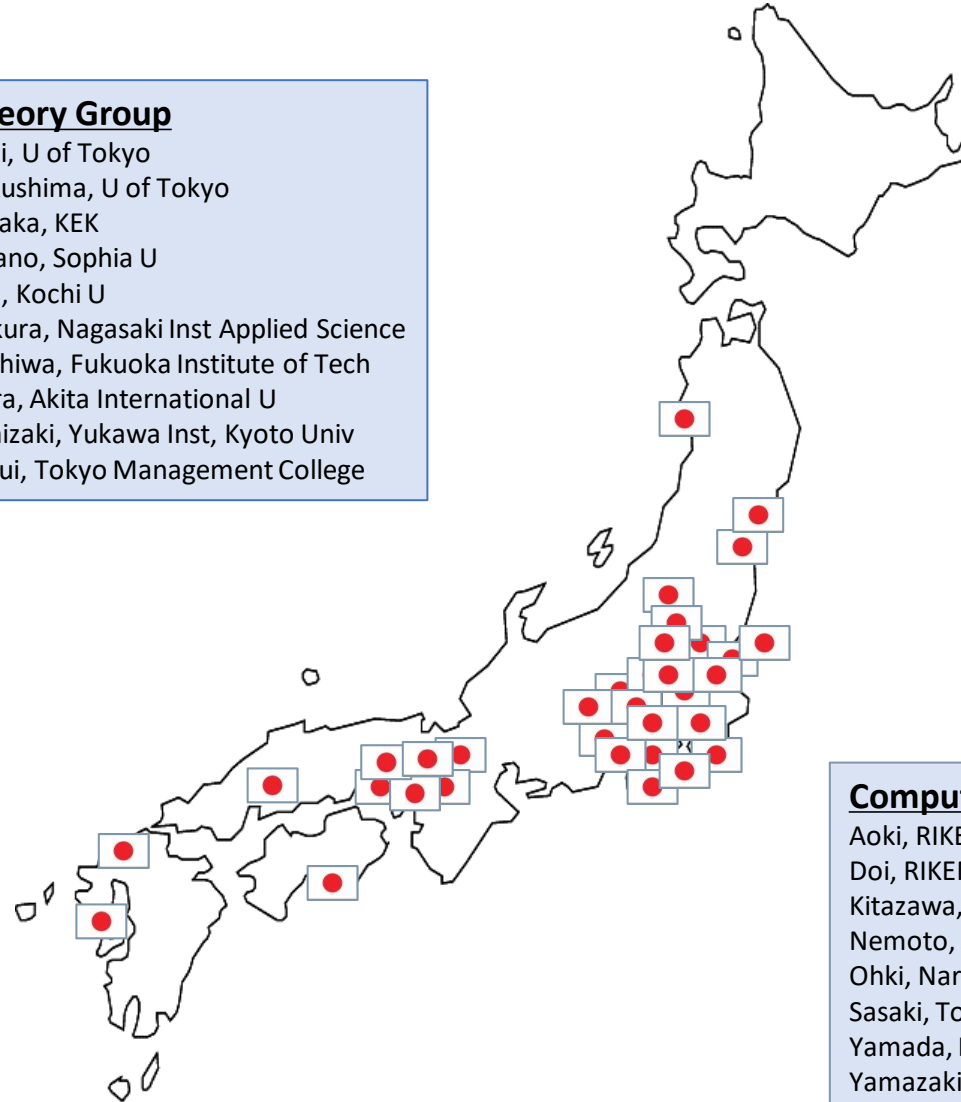 eory Group
i, U of Tokyo
ushima, U of Tokyo
aka, KEK
ano, Sophia U
, Kochi U
kura, Nagasaki Inst Applied Science
hiwa, Fukuoka Institute of Tech
ra, Akita International U
izaki, Yukawa Inst, Kyoto Univ
ui, Tokyo Management College
Comput
Aoki, RIKE
Doi, RIKE
Kitazawa,
Nemoto,
Ohki, Nar
Sasaki, To
Yamada,
Yamazaki